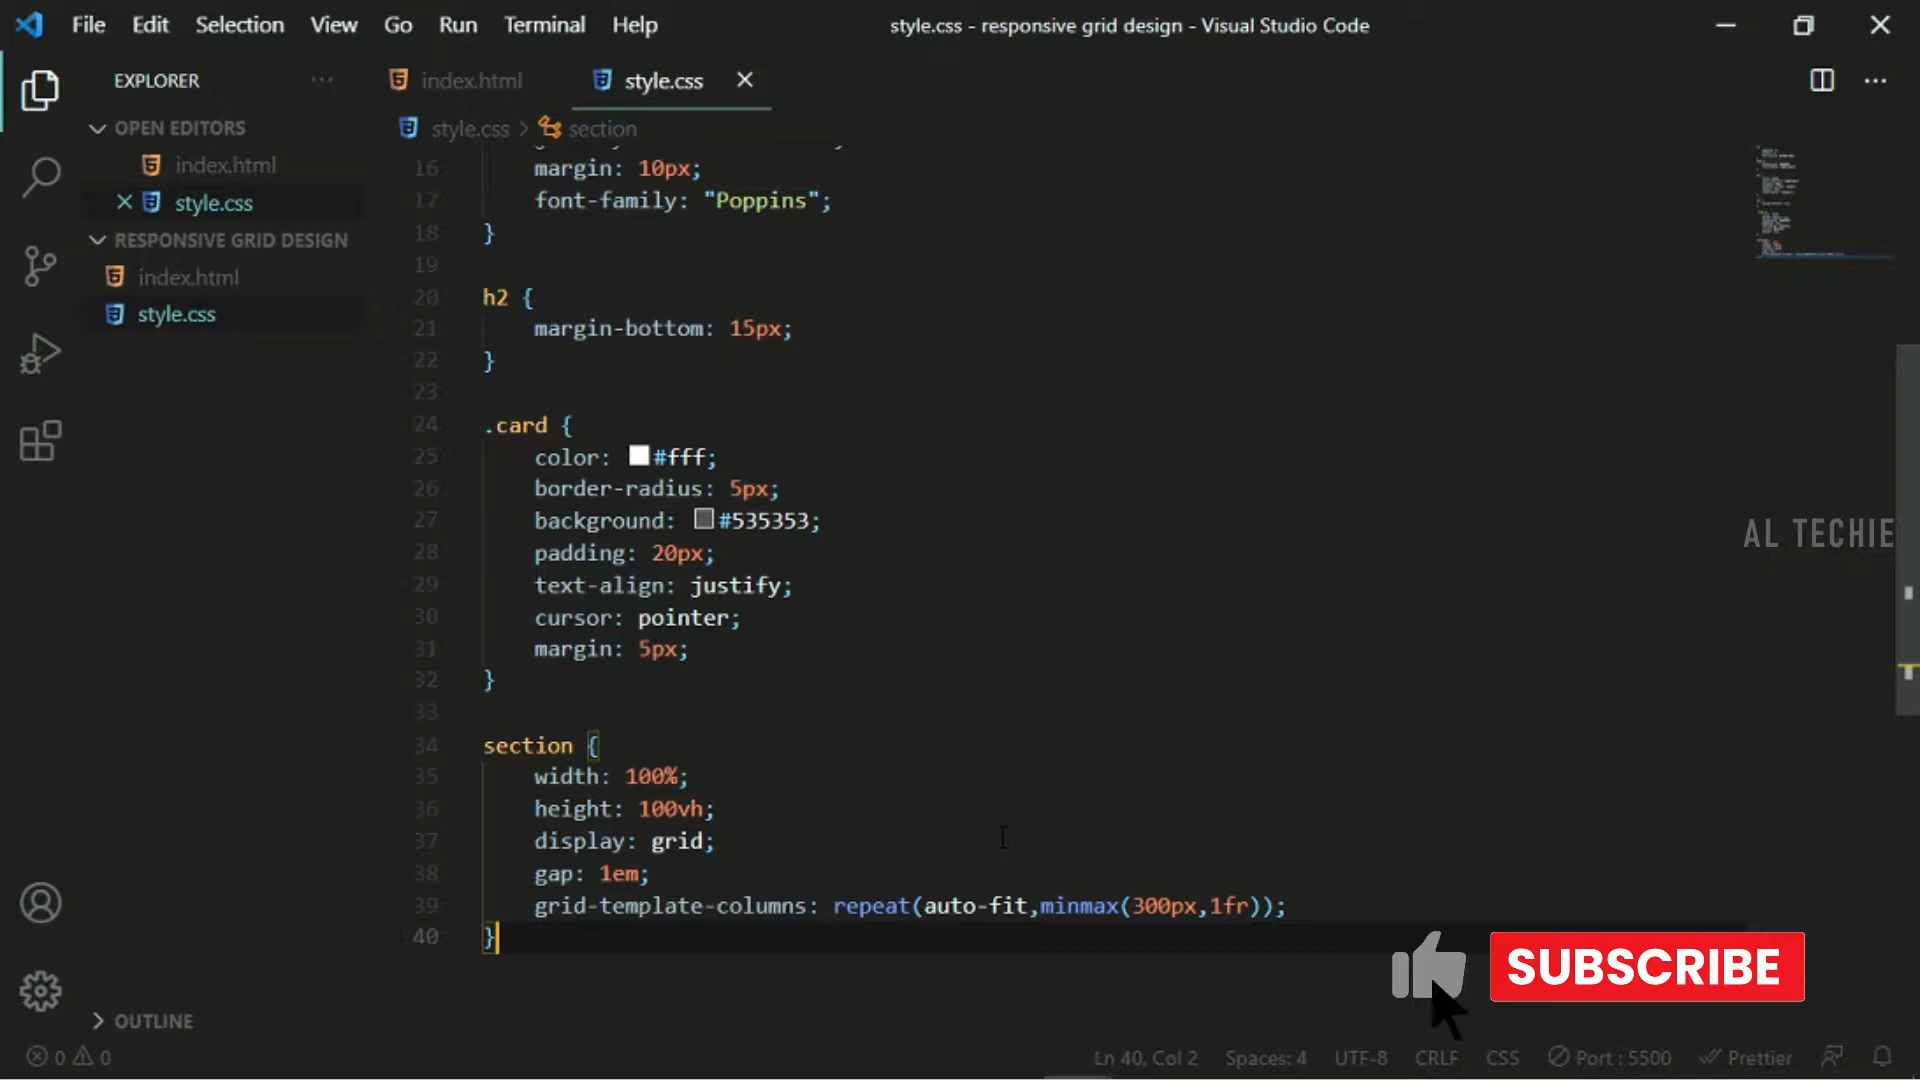 File Edit Selection View Go Run Terminal Help
style.css - responsive grid design - Visual Studio Code
EXPLORER
OPEN EDITORS
index.html
style.css
RESPONSIVE GRID DESIGN
index.html
style.css
OUTLINE
index.html
style.css
style.css > section
16 margin: 10px;
17 font-family: "Poppins";
18 }
19
20 h2 {
21 margin-bottom: 15px;
22 }
23
24 .card {
25 color: #fff;
26 border-radius: 5px;
27 background: #535353;
28 padding: 20px;
29 text-align: justify;
30 cursor: pointer;
31 margin: 5px;
32 }
33
34 section {
35 width: 100%;
36 height: 100vh;
37 display: grid;
38 gap: 1em;
39 grid-template-columns: repeat(auto-fit,minmax(300px,1fr));
40 }
AL TECHIE
SUBSCRIBE
0 0
Ln 40, Col 2 Spaces: 4 UTF-8 CRLF CSS Port : 5500 Prettier